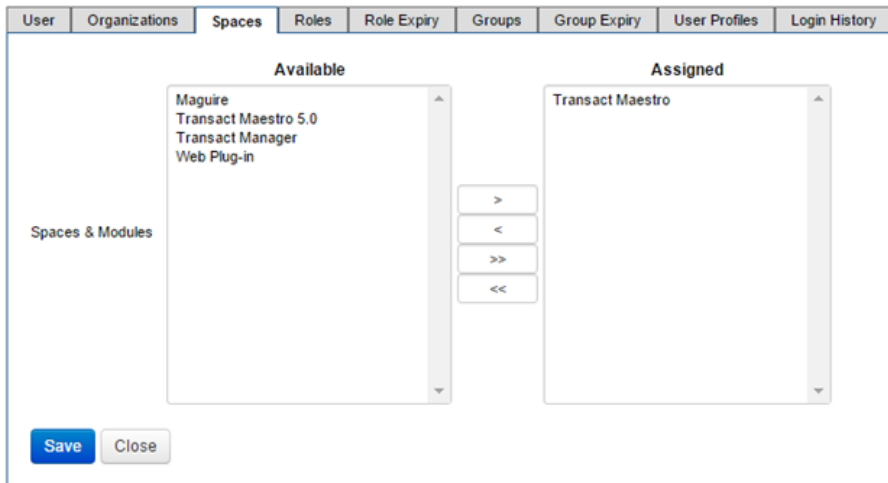 User Organizations Spaces Roles Role Expiry Groups Group Expiry User Profiles Login History
Available Assigned
Maguire Transact Maestro
Transact Maestro 5.0
Transact Manager
Web Plug-in
>
Spaces & Modules <
>>
<<
Save Close